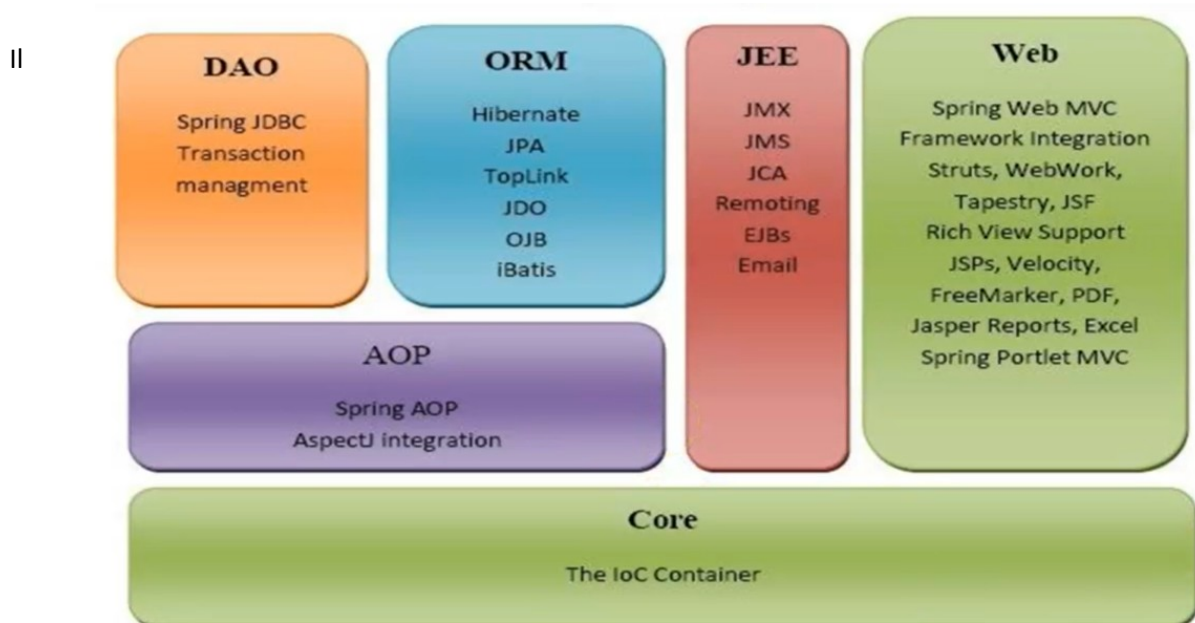 Il
DAO
Spring JDBC
Transaction
managment
ORM
Hibernate
JPA
TopLink
JDO
OJB
iBatis
JEE
JMX
JMS
JCA
Remoting
EJBs
Email
Web
Spring Web MVC
Framework Integration
Struts, WebWork,
Tapestry, JSF
Rich View Support
JSPs, Velocity,
FreeMarker, PDF,
Jasper Reports, Excel
Spring Portlet MVC
AOP
Spring AOP
AspectJ integration
Core
The IoC Container